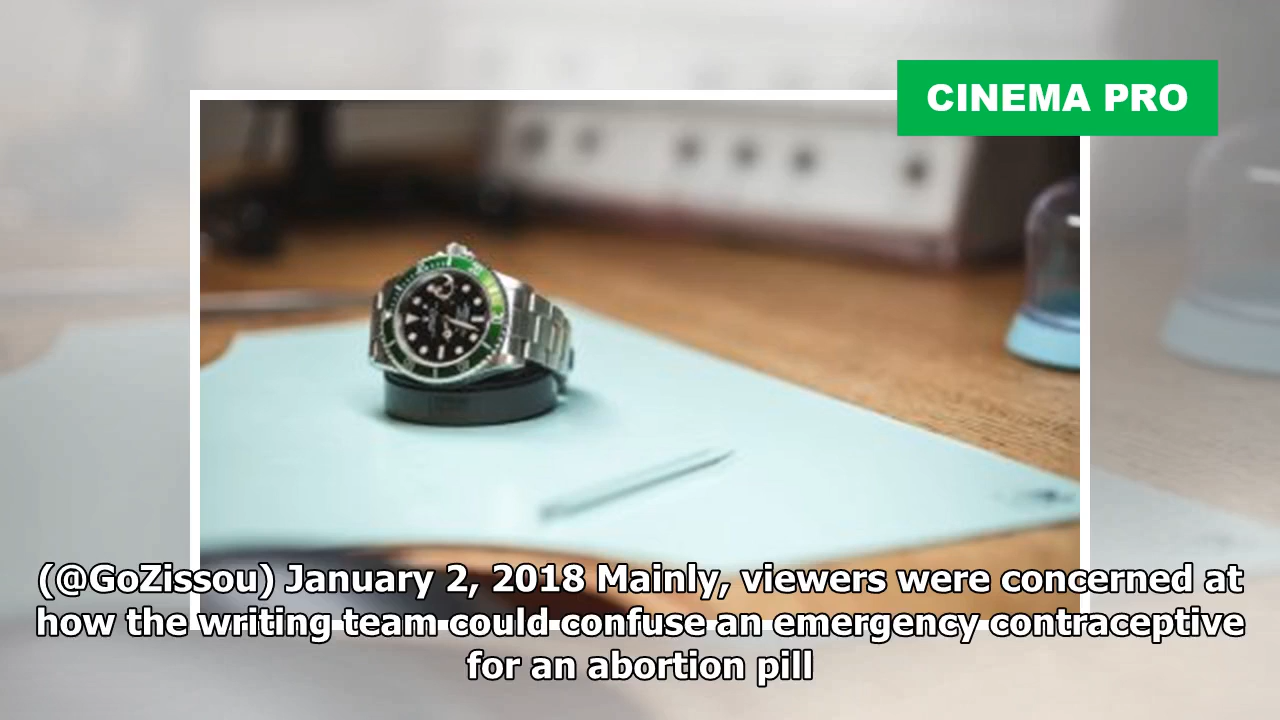 CINEMA PRO
(@GoZissou) January 2, 2018 Mainly, viewers were concerned at
how the writing team could confuse an emergency contraceptive
for an abortion pill